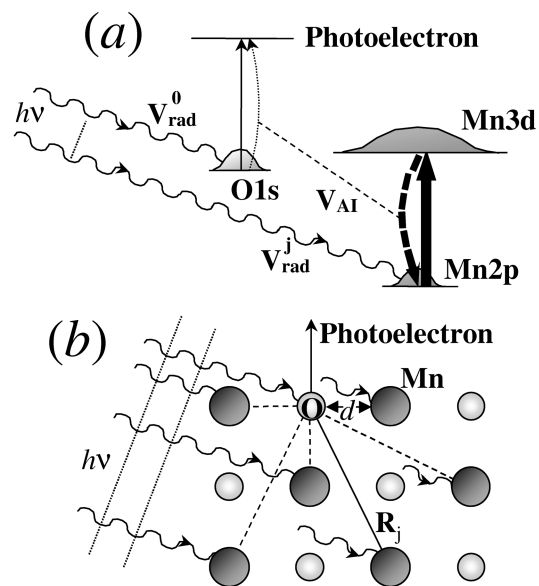 (a)
Photoelectron
hν
V⁰rad
Mn3d
O1s
VAI
Vʲrad
Mn2p
(b)
Photoelectron
Mn
O
d
hν
Rj